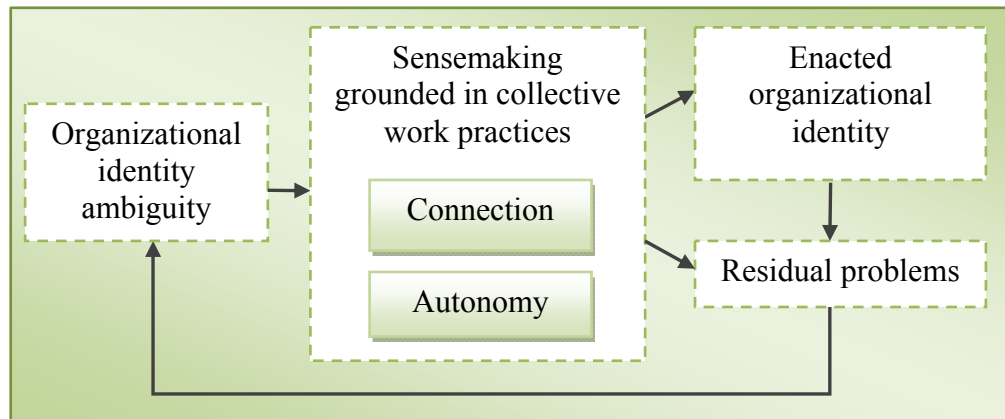 Organizational
identity
ambiguity
Sensemaking
grounded in collective
work practices
Connection
Autonomy
Enacted
organizational
identity
Residual problems